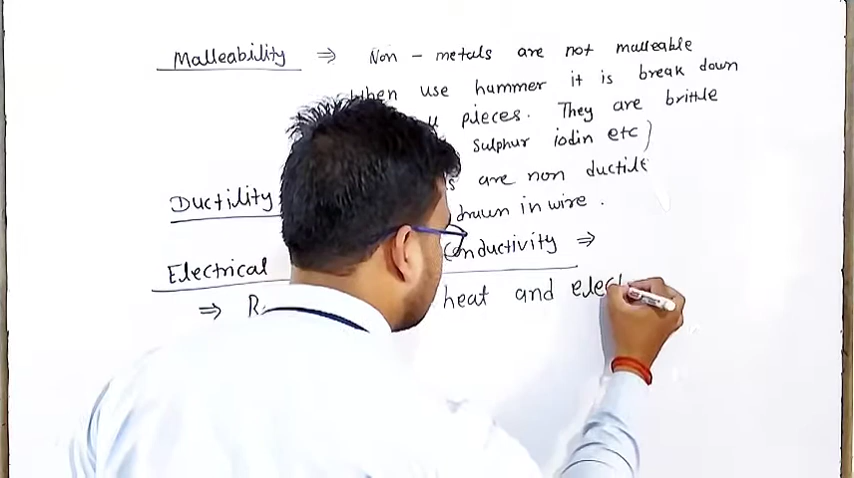 Malleability ⇒ Non - metals are not malleable
When use hammer it is break down
pieces. They are brittle
Sulphur iodin etc)
Ductility are non ductile
drawn in wire.
Electrical Conductivity ⇒
⇒ heat and elect